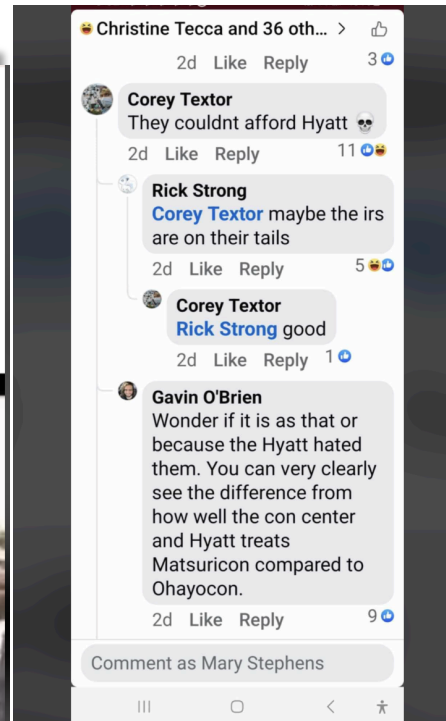 Christine Tecca and 36 oth... >
2d Like Reply 3
Corey Textor
They couldnt afford Hyatt 💀
2d Like Reply 11
Rick Strong
Corey Textor maybe the irs
are on their tails
2d Like Reply 5
Corey Textor
Rick Strong good
2d Like Reply 1
Gavin O'Brien
Wonder if it is as that or
because the Hyatt hated
them. You can very clearly
see the difference from
how well the con center
and Hyatt treats
Matsuricon compared to
Ohayocon.
2d Like Reply 9
Comment as Mary Stephens